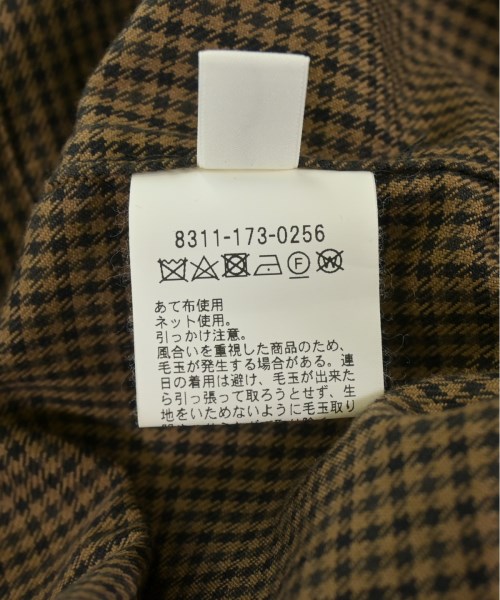 8311-173-0256
あて布使用
ネット使用。
引っかけ注意。
風合いを重視した商品のため、
毛玉が発生する場合がある。連
日の着用は避け、毛玉が出来た
ら引っ張って取ろうとせず、生
地をいためないように毛玉取り